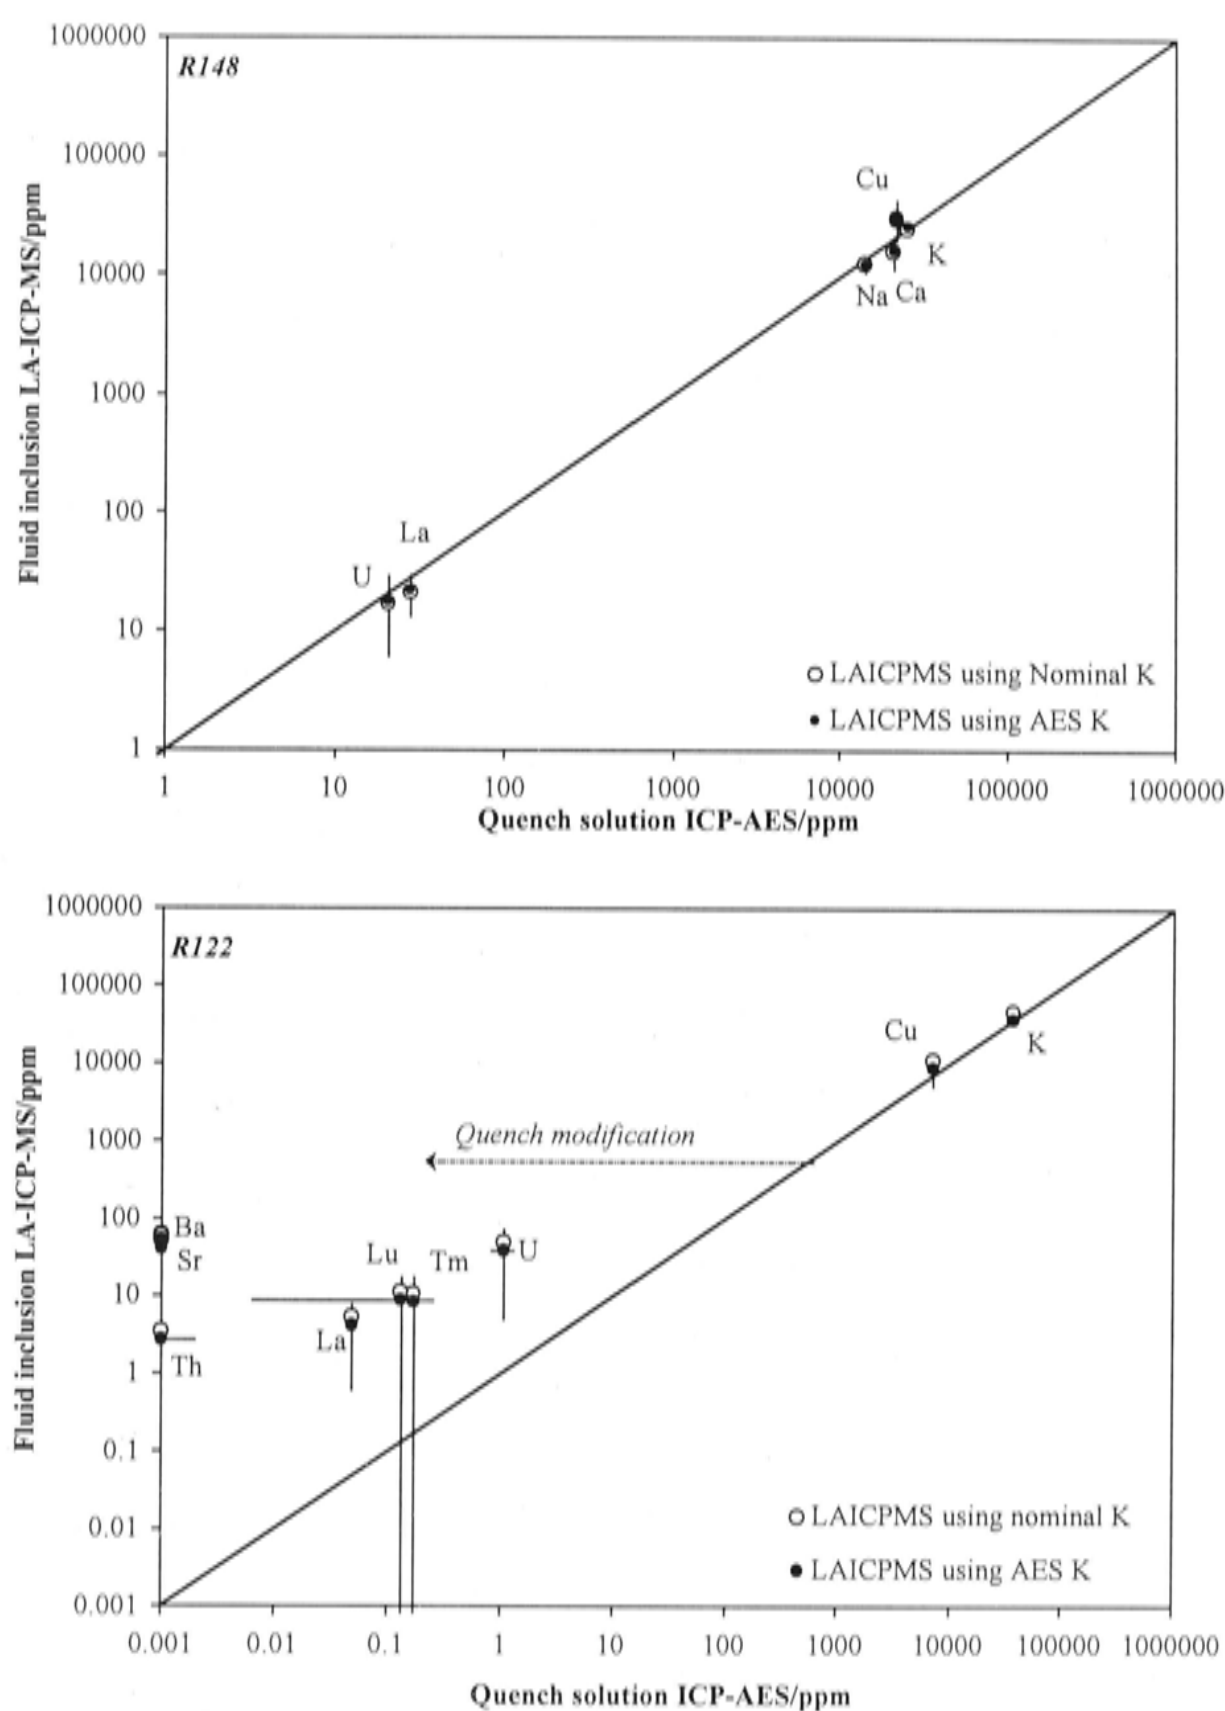 1000000
R148
100000
Cu
10000
K
Na Ca
Fluid inclusion LA-ICP-MS/ppm
1000
100
La
U
10
LAICPMS using Nominal K
LAICPMS using AES K
1
1 10 100 1000 10000 100000 1000000
Quench solution ICP-AES/ppm
1000000
R122
100000
Cu
10000
K
Fluid inclusion LA-ICP-MS/ppm
1000
Quench modification
100
Ba
Sr
Lu Tm U
10
La
Th
1
0.1
0.01
LAICPMS using nominal K
LAICPMS using AES K
0.001
0.001 0.01 0.1 1 10 100 1000 10000 100000 1000000
Quench solution ICP-AES/ppm